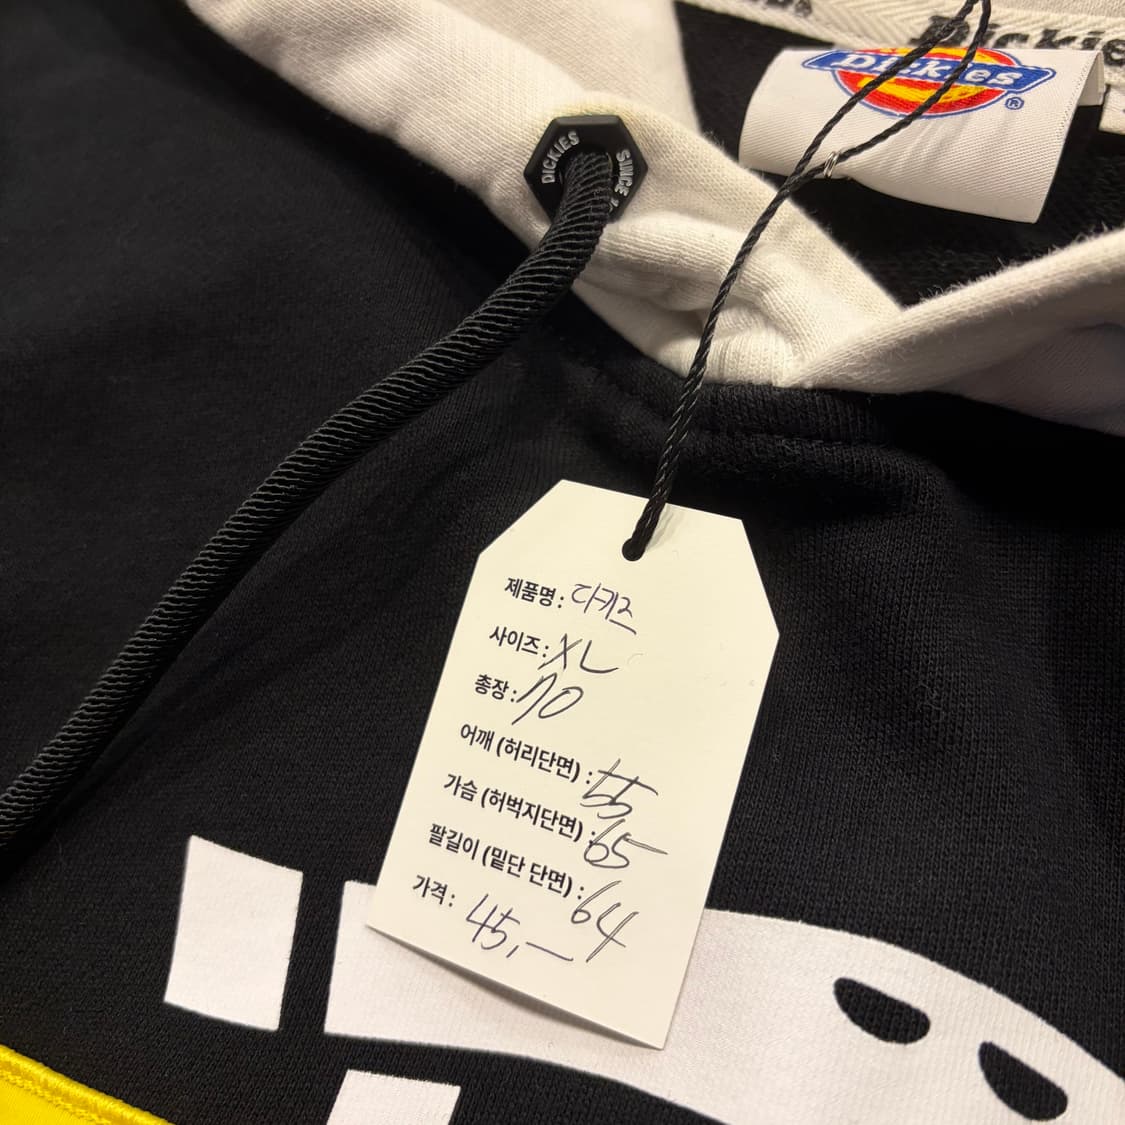 Dickies
Dickies®
DICKIES SINCE
제품명: 디키즈
사이즈: XL
총장: 70
어깨 (허리단면) : 55
가슴 (허벅지단면) : 65
팔길이 (밑단 단면) : 64
가격: 45,—